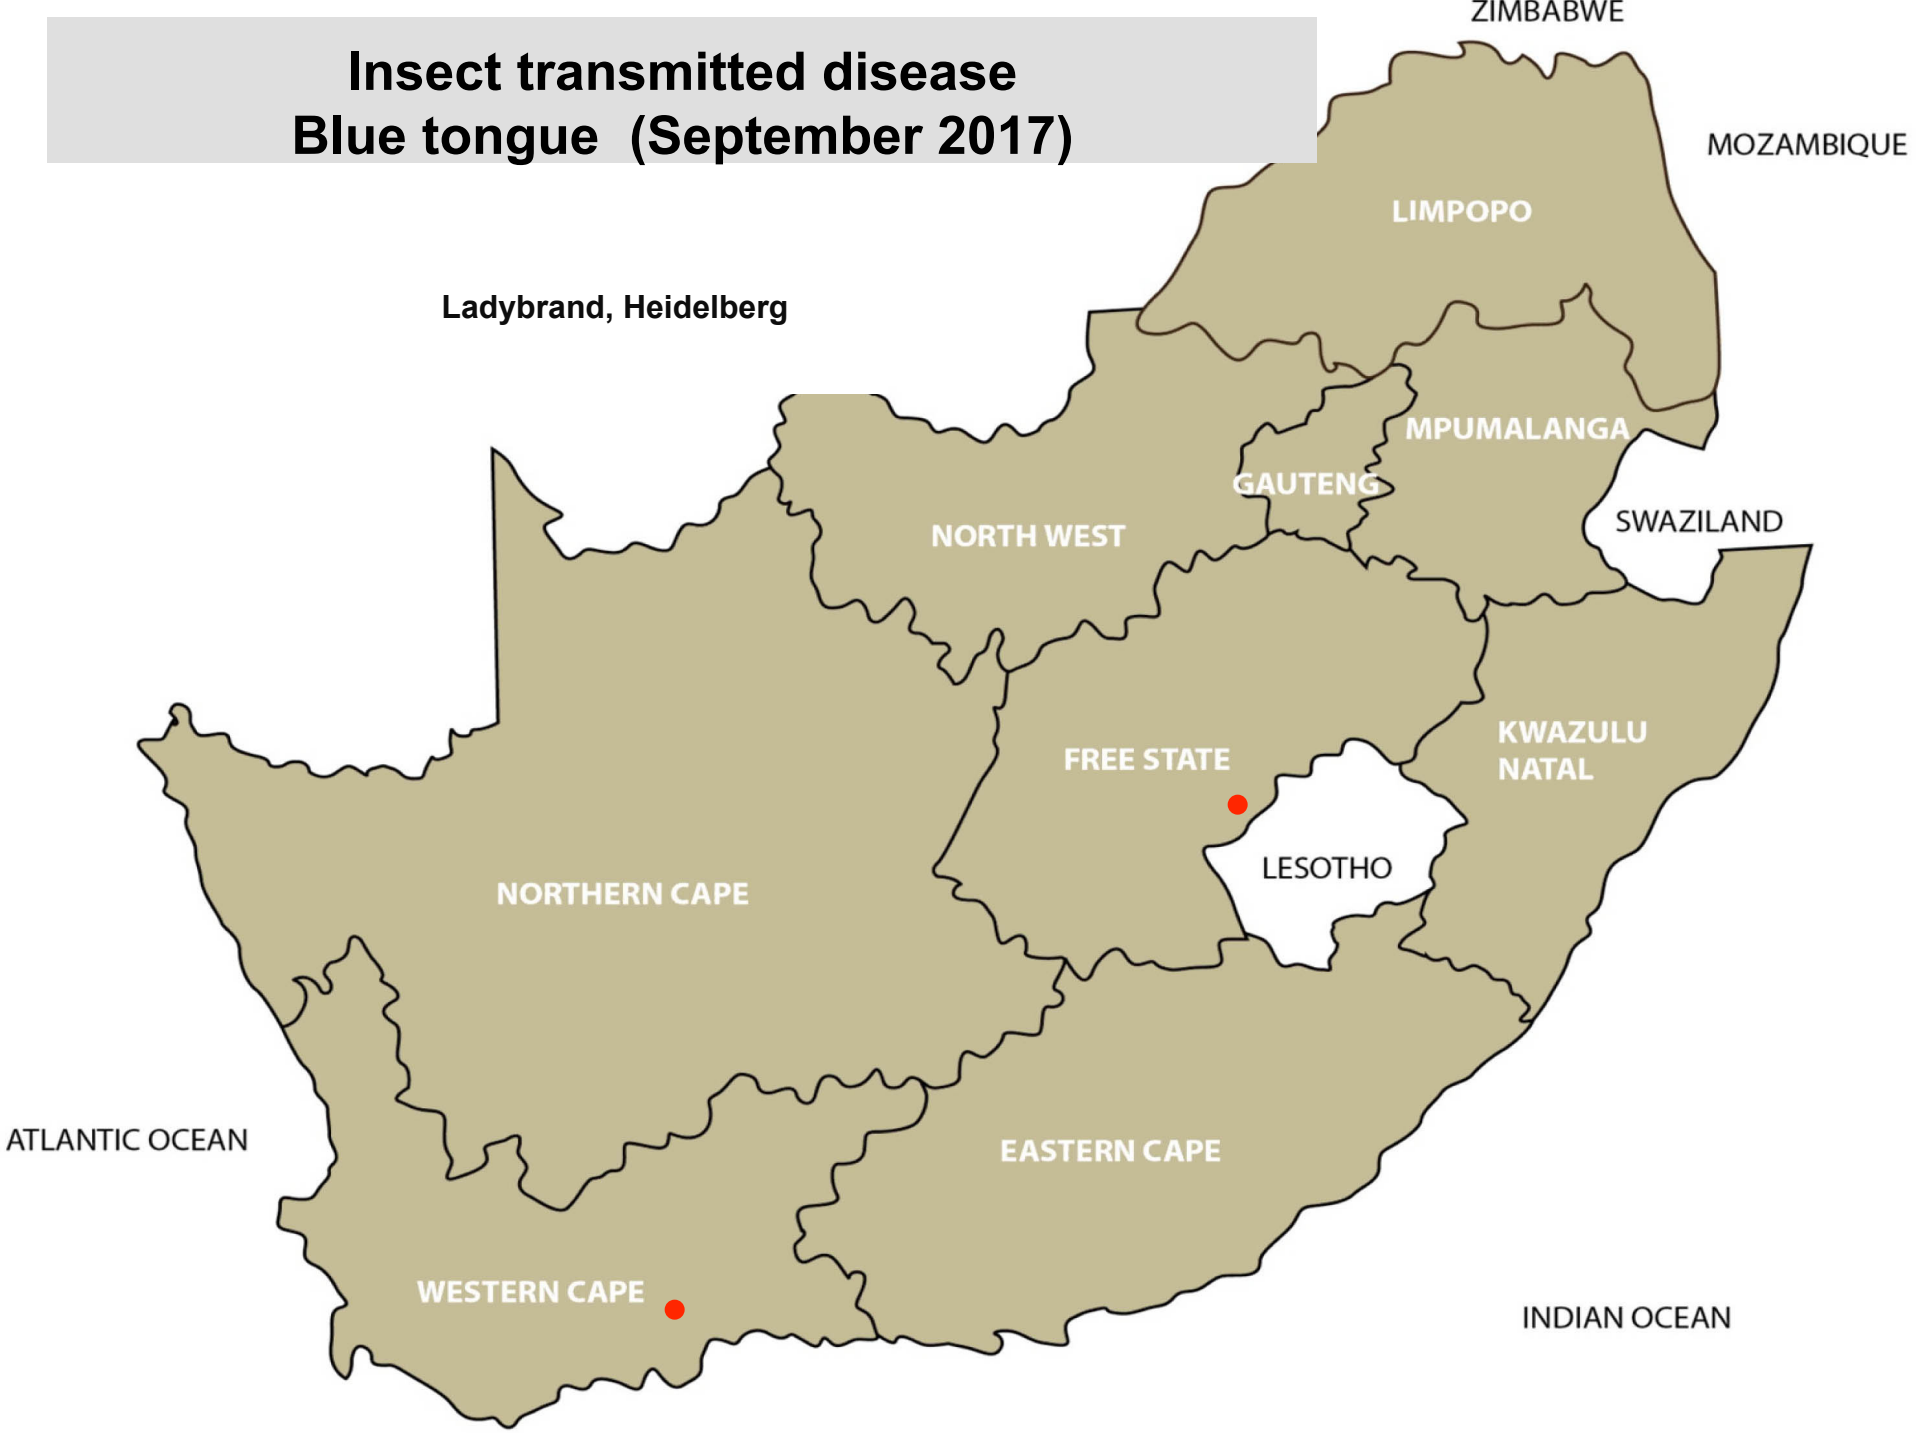 ZIMBABWE
Insect transmitted disease
Blue tongue (September 2017)
MOZAMBIQUE
LIMPOPO
Ladybrand, Heidelberg
MPUMALANGA
GAUTENG
SWAZILAND
NORTH WEST
KWAZULU
NATAL
FREE STATE
LESOTHO
NORTHERN CAPE
ATLANTIC OCEAN
EASTERN CAPE
WESTERN CAPE
INDIAN OCEAN